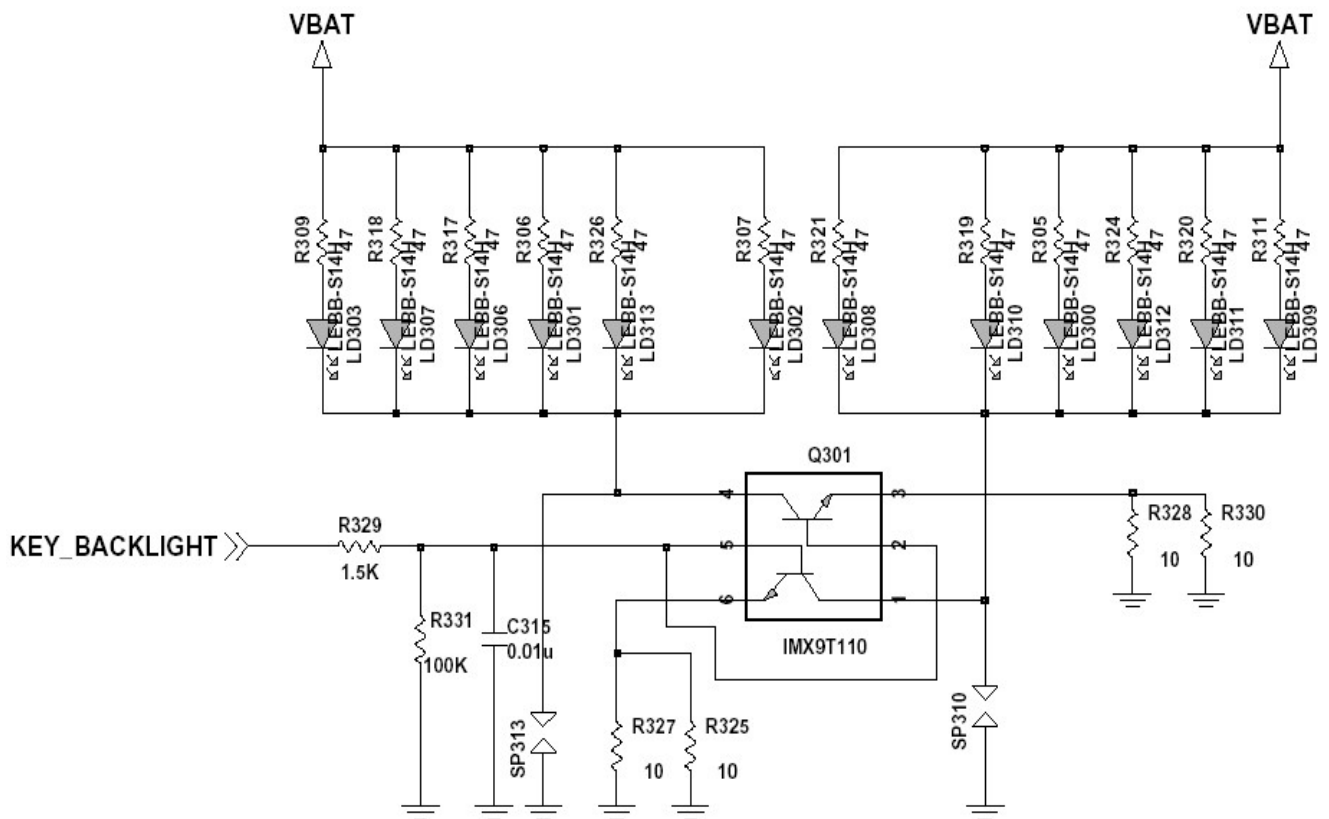 VBAT
VBAT
R309
47
LEBB-S14H
LD303
R318
47
LEBB-S14H
LD307
R317
47
LEBB-S14H
LD306
R306
47
LEBB-S14H
LD301
R326
47
LEBB-S14H
LD313
R307
47
LEBB-S14H
LD302
R321
47
LEBB-S14H
LD308
R319
47
LEBB-S14H
LD310
R305
47
LEBB-S14H
LD300
R324
47
LEBB-S14H
LD312
R320
47
LEBB-S14H
LD311
R311
47
LEBB-S14H
LD309
Q301
4
3
5
2
6
1
IMX9T110
KEY_BACKLIGHT
R329
1.5K
R331
100K
C315
0.01u
SP313
R327
10
R325
10
SP310
R328
10
R330
10